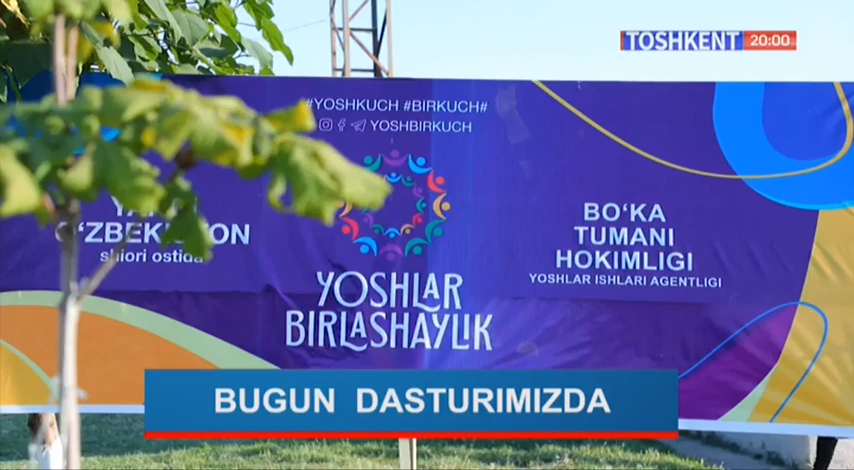 TOSHKENT 20:00
#YOSHKUCH #BIRKUCH#
YOSHBIRKUCH
shiori ostida
YOSHLAR
BIRLASHAYLIK
BO‘KA
TUMANI
HOKIMLIGI
YOSHLAR ISHLARI AGENTLIGI
BUGUN DASTURIMIZDA